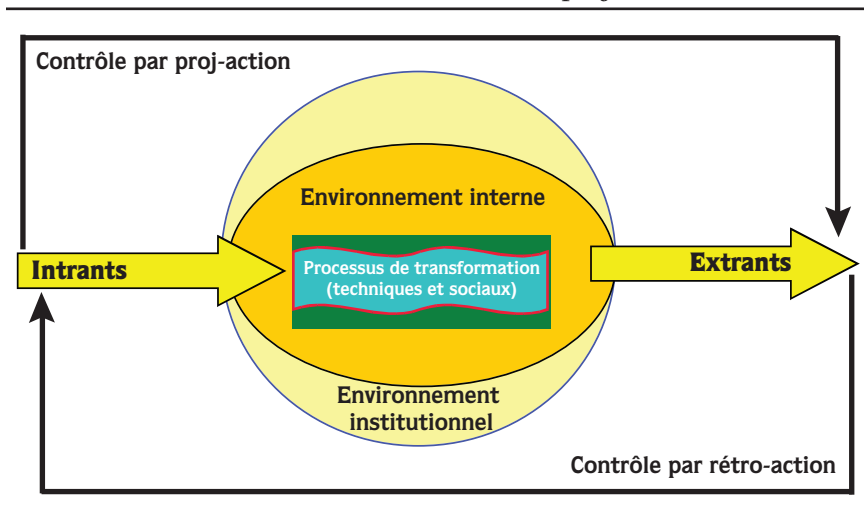 Contrôle par proj-action
Environnement interne
Intrants
Processus de transformation
(techniques et sociaux)
Extrants
Environnement
institutionnel
Contrôle par rétro-action